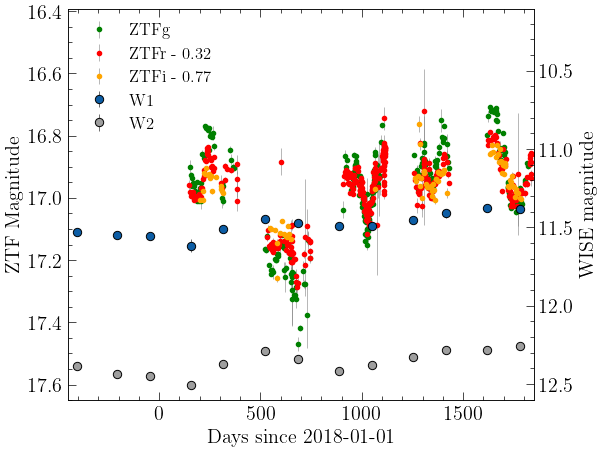 ZTFg
ZTFr - 0.32
ZTFi - 0.77
W1
W2
16.4
16.6
16.8
17.0
17.2
17.4
17.6
ZTF Magnitude
10.5
11.0
11.5
12.0
12.5
WISE magnitude
0
500
1000
1500
Days since 2018-01-01